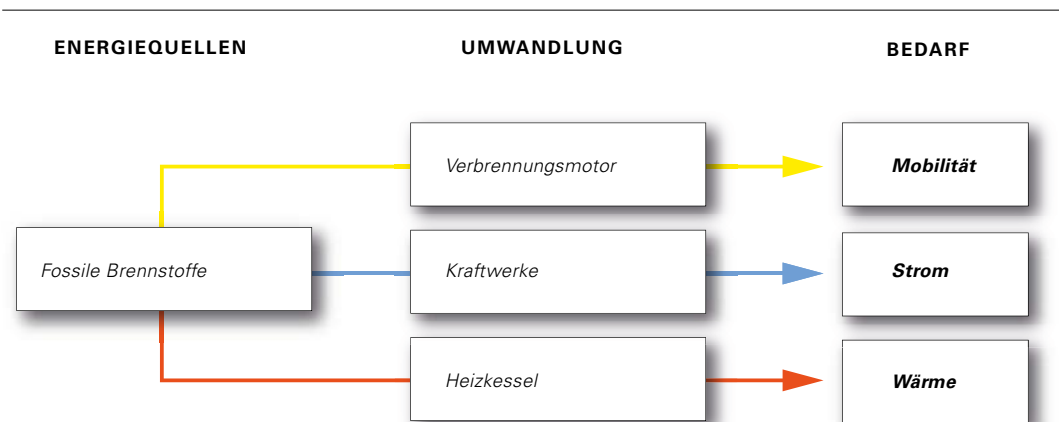 ENERGIEQUELLEN UMWANDLUNG BEDARF
Verbrennungsmotor Mobilität
Fossile Brennstoffe Kraftwerke Strom
Heizkessel Wärme